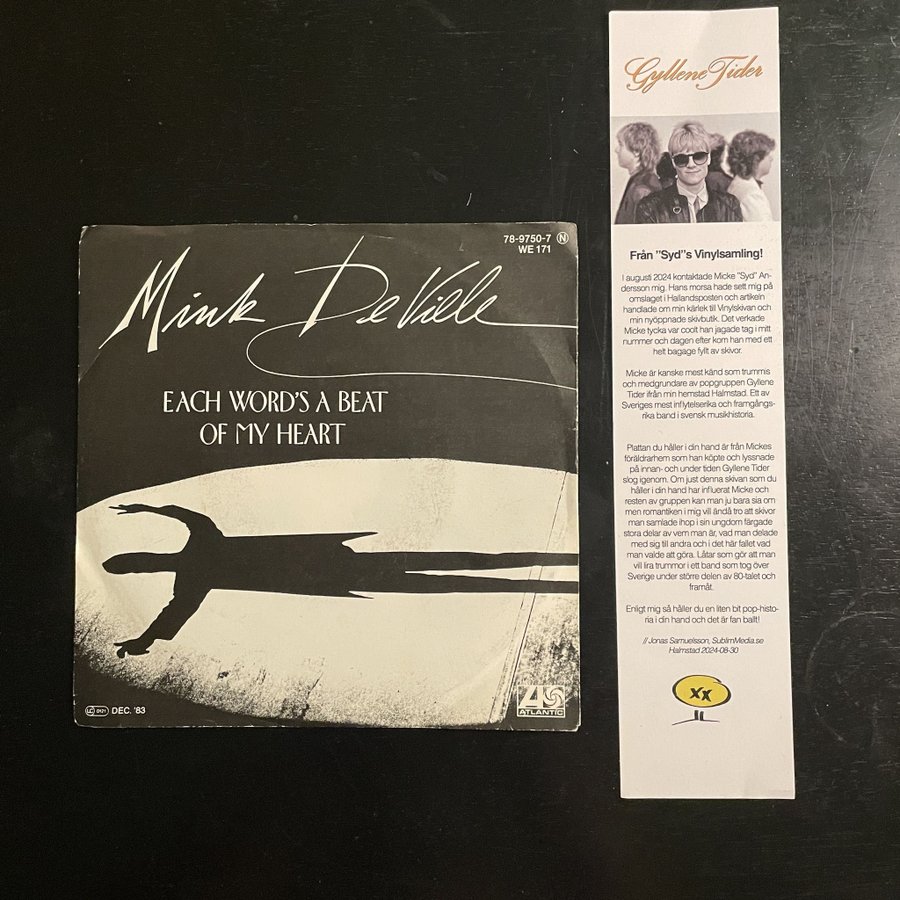 78-9750-7 N
WE 171
Mink DeVille
EACH WORD'S A BEAT
OF MY HEART
LC 0121 DEC. '83
ATLANTIC
Gyllene Tider
Från "Syd"s Vinylsamling!
I augusti 2024 kontaktade Micke "Syd" An-
dersson mig. Hans morsa hade sett mig på
omslaget i Hallandsposten och artikeln
handlade om min kärlek till Vinylskivan och
min nyöppnade skivbutik. Det verkade
Micke tycka var coolt han jagade tag i mitt
nummer och dagen efter kom han med ett
helt bagage fyllt av skivor.
Micke är kanske mest känd som trummis
och medgrundare av popgruppen Gyllene
Tider ifrån min hemstad Halmstad. Ett av
Sveriges mest inflytelserika och framgångs-
rika band i svensk musikhistoria.
Plattan du håller i din hand är från Mickes
föräldrarhem som han köpte och lyssnade
på innan- och under tiden Gyllene Tider
slog igenom. Om just denna skivan som du
håller i din hand har influerat Micke och
resten av gruppen kan man ju bara sia om
men romantiken i mig vill ändå tro att skivor
man samlade ihop i sin ungdom färgade
stora delar av vem man är, vad man delade
med sig till andra och i det här fallet vad
man valde att göra. Låtar som gör att man
vill lira trummor i ett band som tog över
Sverige under större delen av 80-talet och
framåt.
Enligt mig så håller du en liten bit pop-histo-
ria i din hand och det är fan ballt!
// Jonas Samuelsson, SublimMedia.se
Halmstad 2024-08-30
XX